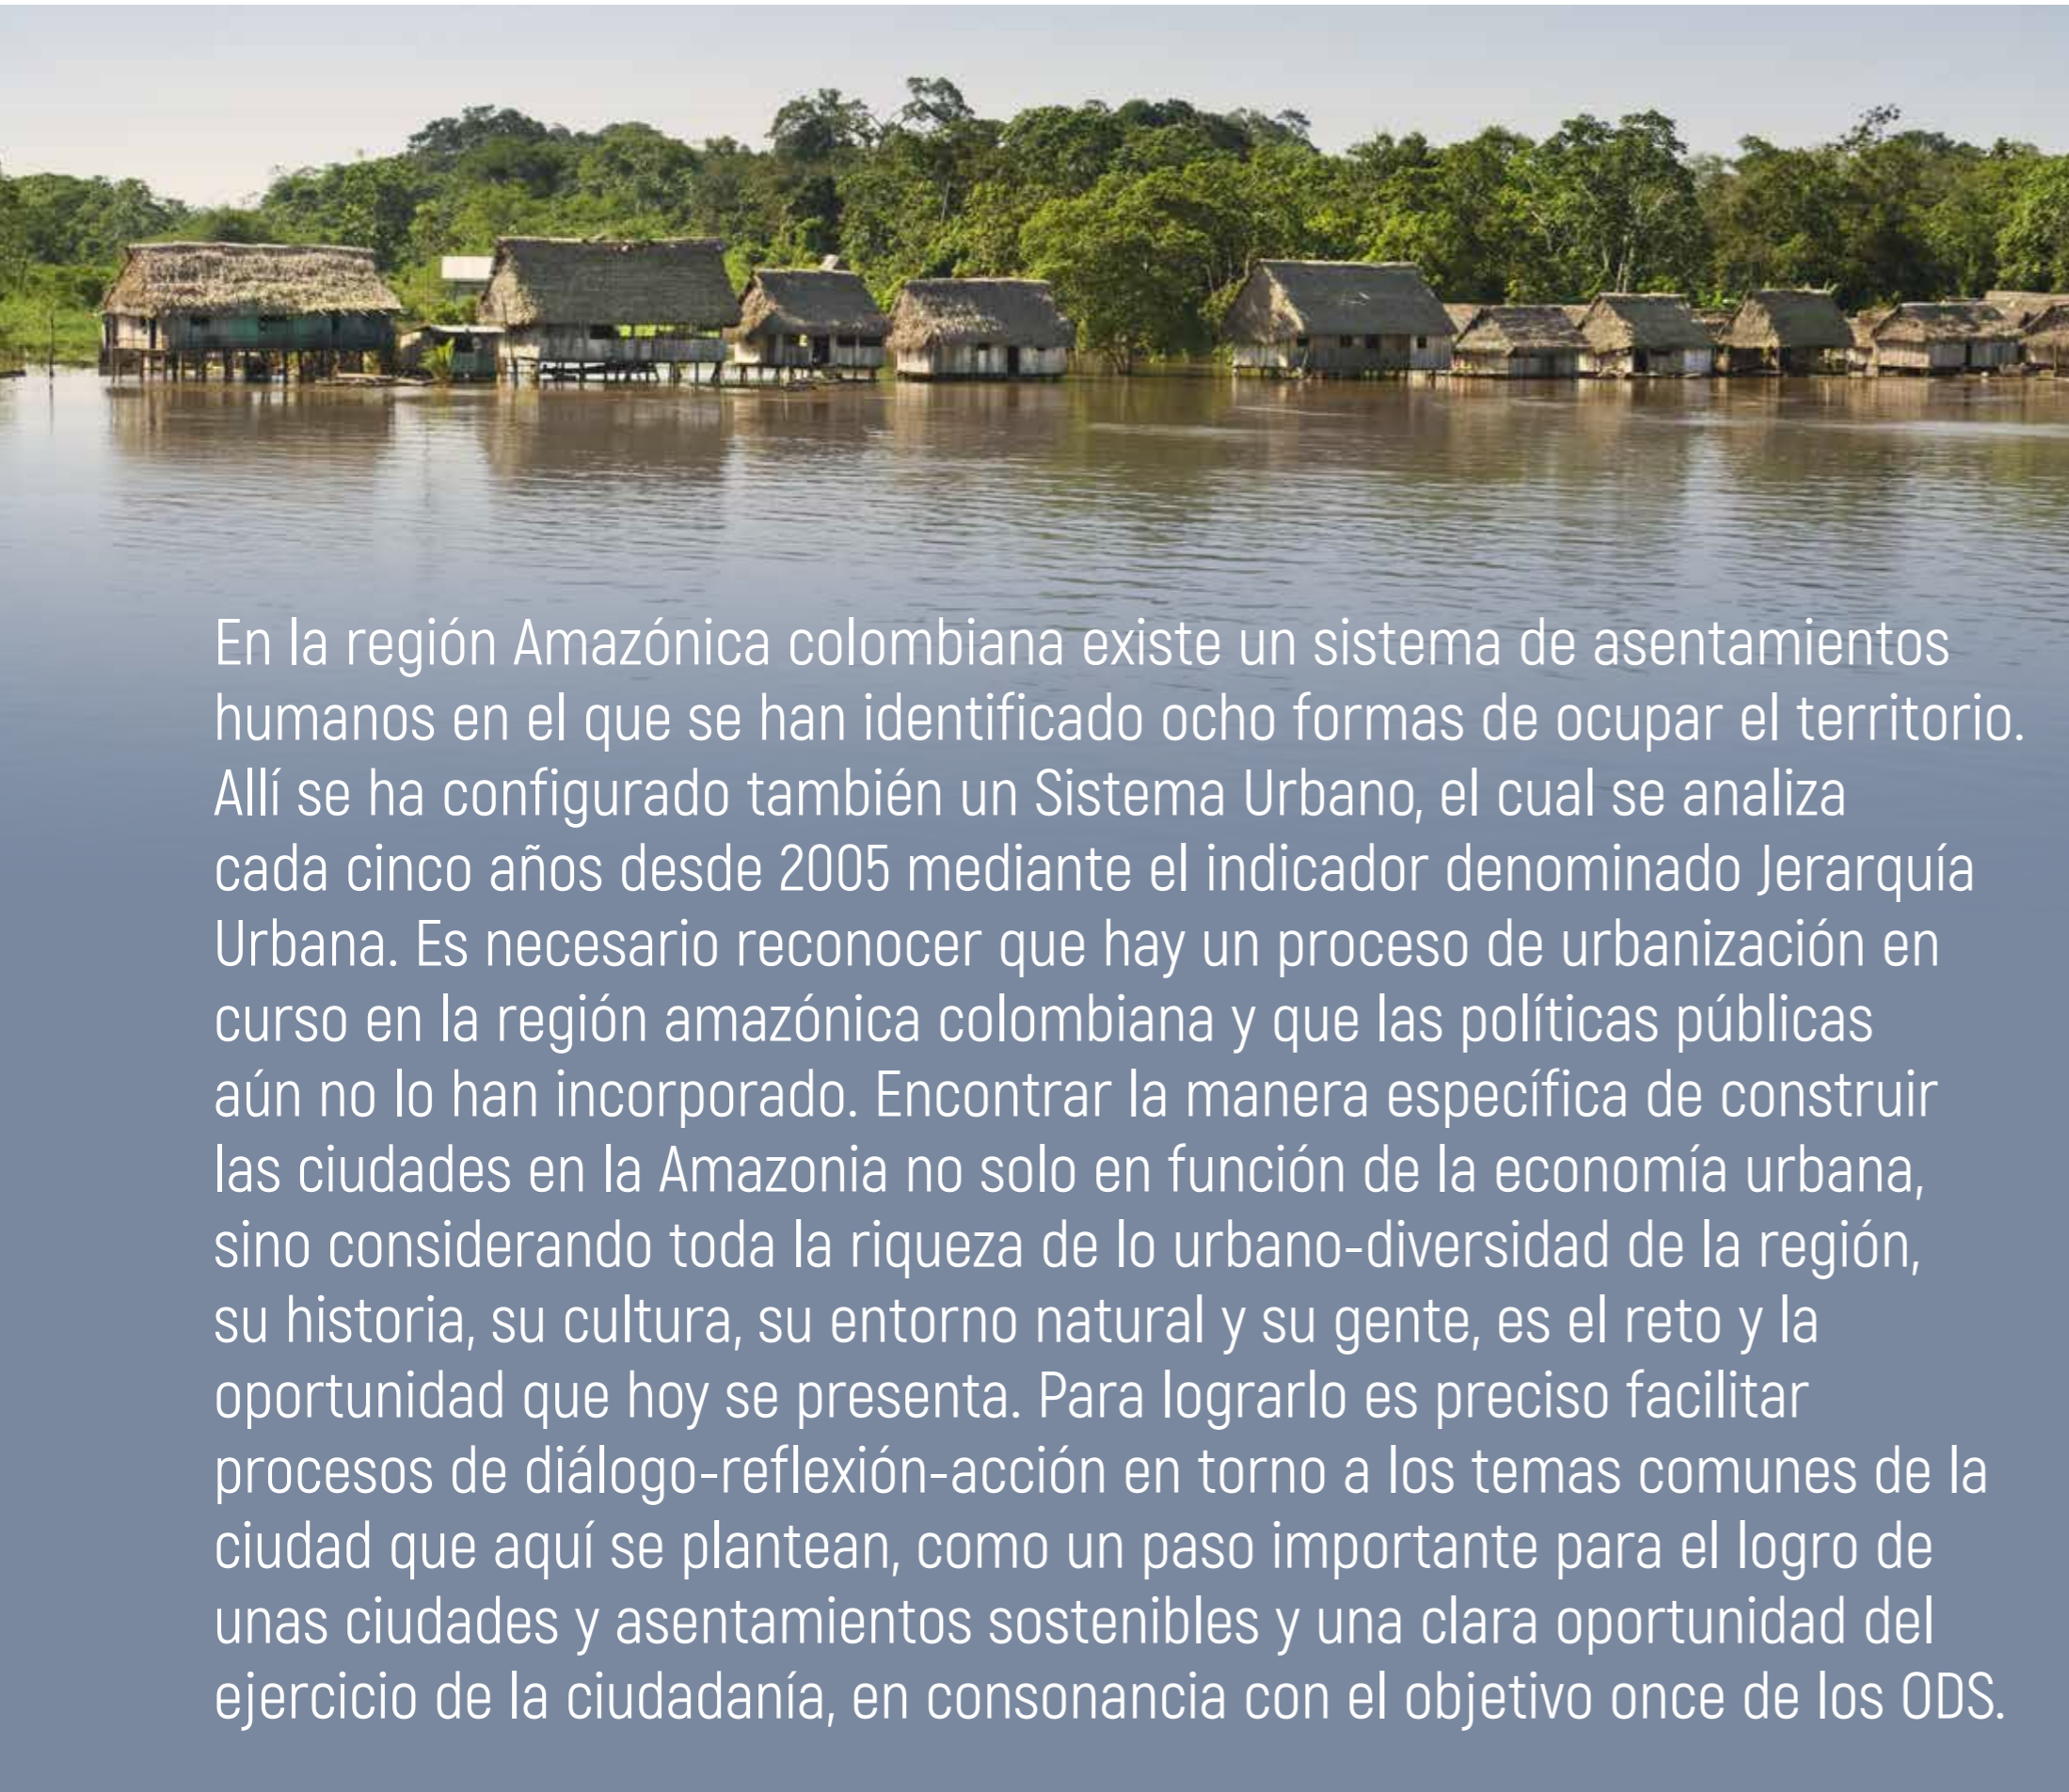 En la región Amazónica colombiana existe un sistema de asentamientos
humanos en el que se han identificado ocho formas de ocupar el territorio.
Allí se ha configurado también un Sistema Urbano, el cual se analiza
cada cinco años desde 2005 mediante el indicador denominado Jerarquía
Urbana. Es necesario reconocer que hay un proceso de urbanización en
curso en la región amazónica colombiana y que las políticas públicas
aún no lo han incorporado. Encontrar la manera específica de construir
las ciudades en la Amazonia no solo en función de la economía urbana,
sino considerando toda la riqueza de lo urbano-diversidad de la región,
su historia, su cultura, su entorno natural y su gente, es el reto y la
oportunidad que hoy se presenta. Para lograrlo es preciso facilitar
procesos de diálogo-reflexión-acción en torno a los temas comunes de la
ciudad que aquí se plantean, como un paso importante para el logro de
unas ciudades y asentamientos sostenibles y una clara oportunidad del
ejercicio de la ciudadanía, en consonancia con el objetivo once de los ODS.